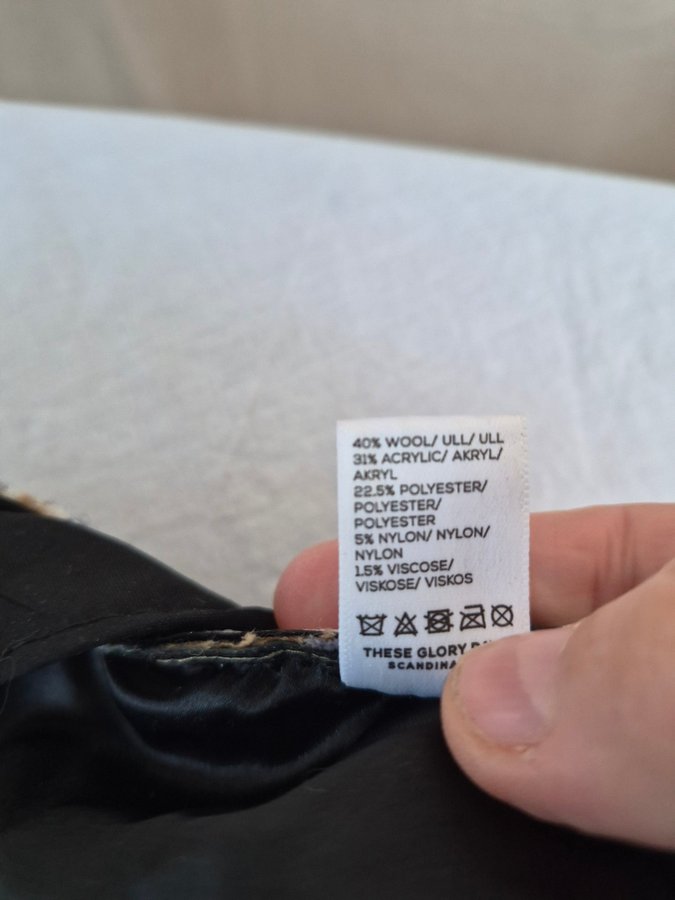 40% WOOL/ ULL/ ULL
31% ACRYLIC/ AKRYL/
AKRYL
22.5% POLYESTER/
POLYESTER/
POLYESTER
5% NYLON/ NYLON/
NYLON
1.5% VISCOSE/
VISKOSE/ VISKOS
THESE GLORY